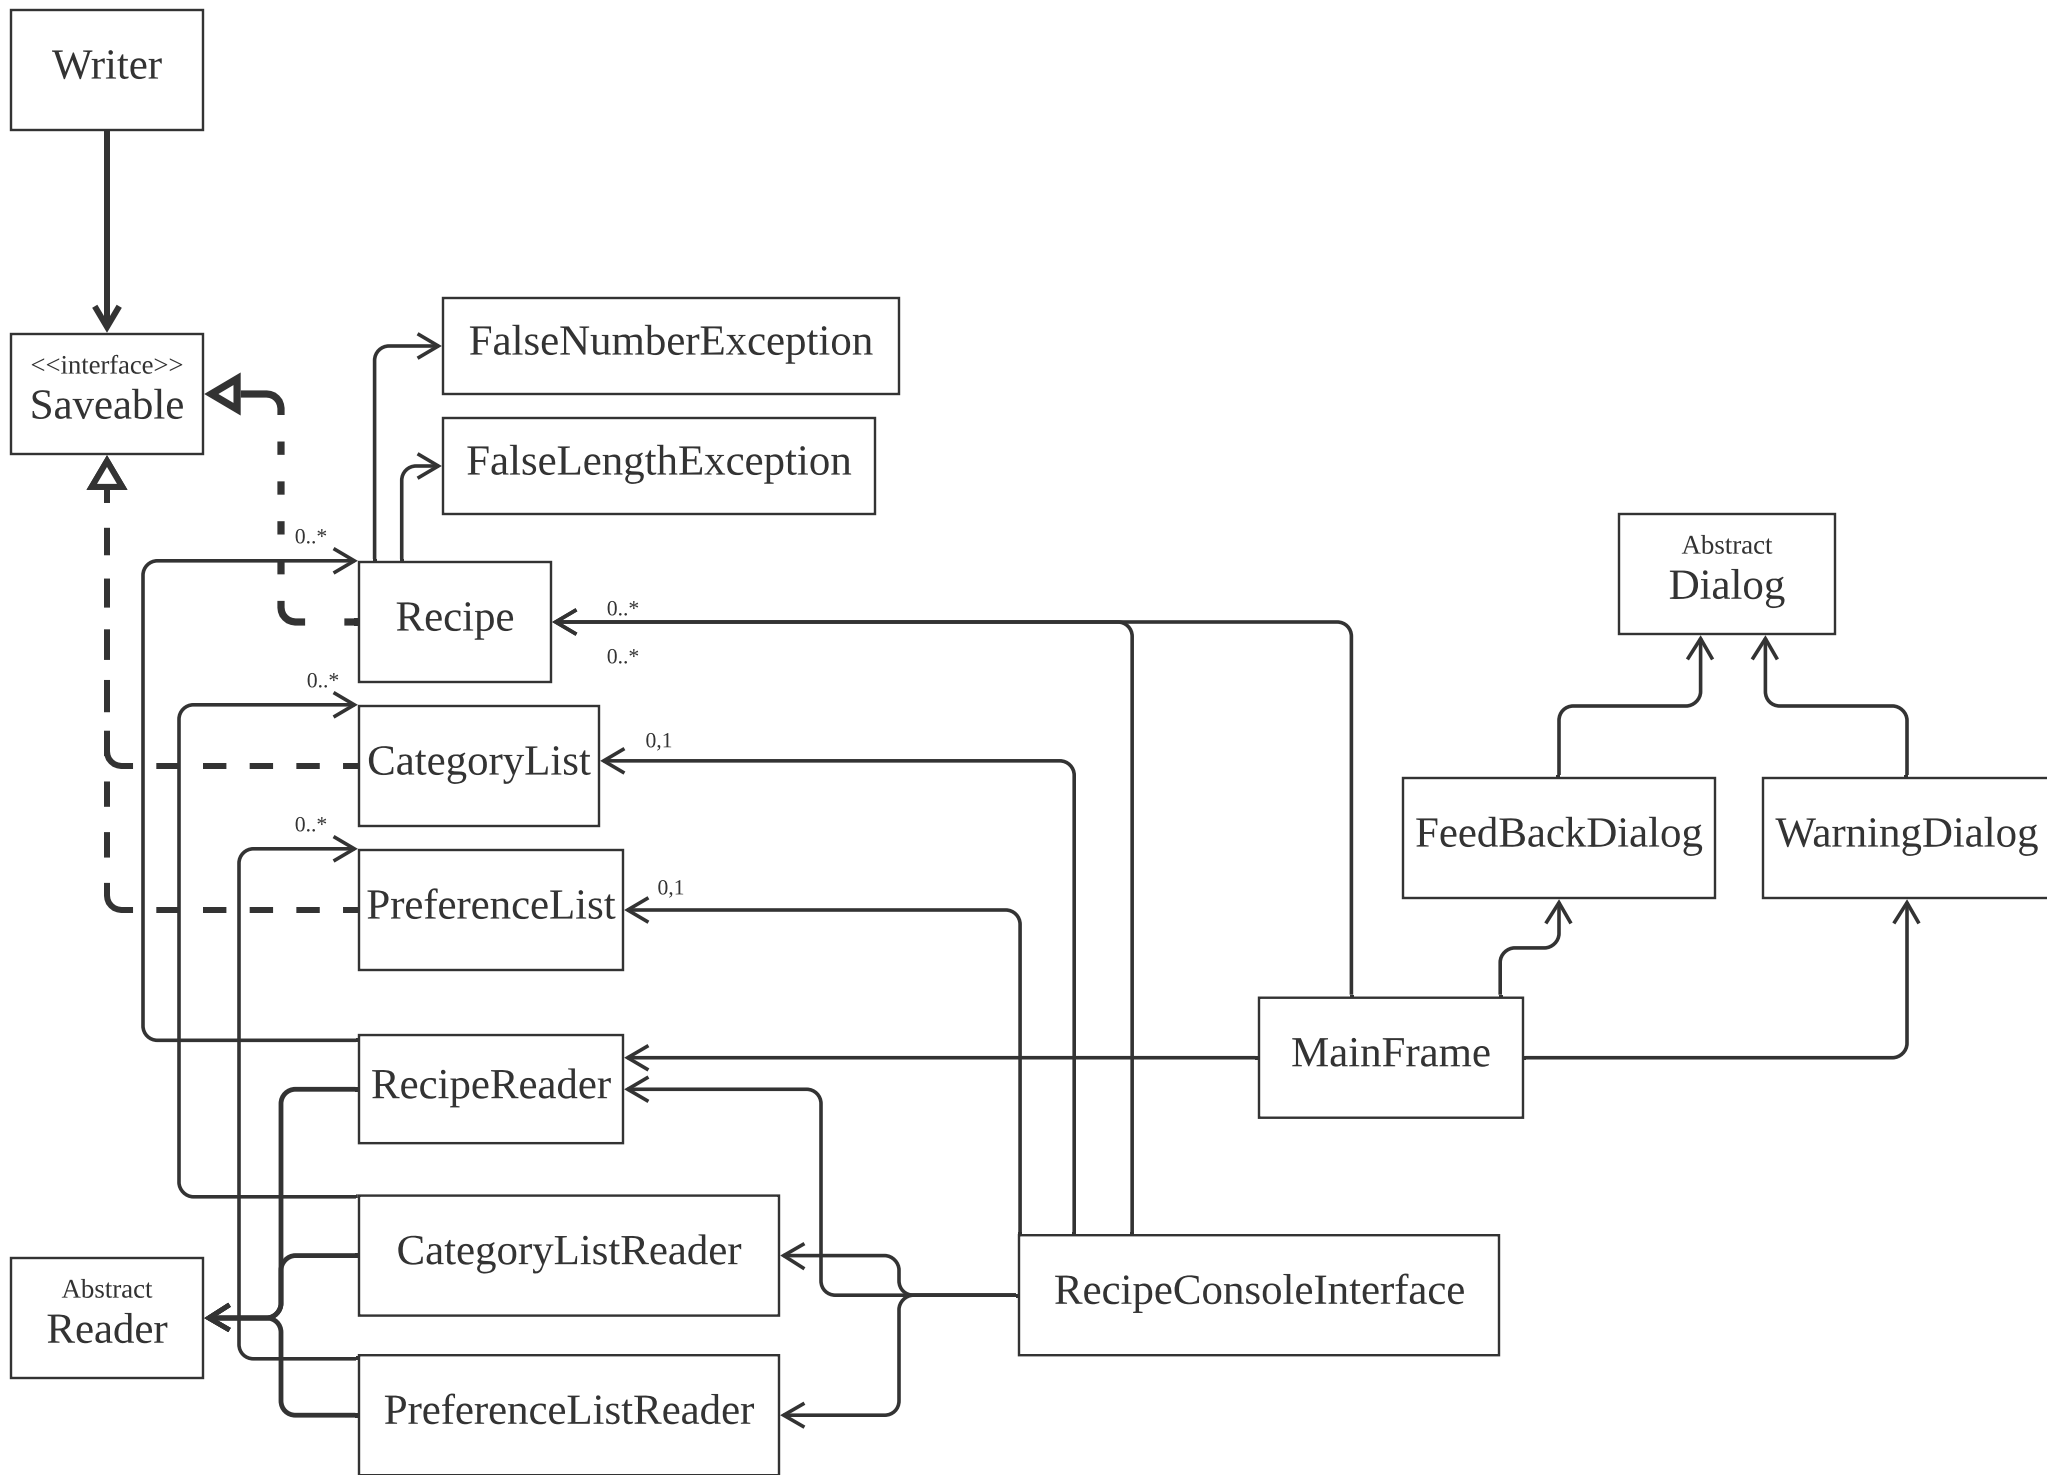 Writer
<<interface>>
Saveable
FalseNumberException
FalseLengthException
0..*
Recipe
0..*
0..*
Abstract
Dialog
0..*
CategoryList
0,1
FeedBackDialog
WarningDialog
0..*
PreferenceList
0,1
MainFrame
RecipeReader
CategoryListReader
RecipeConsoleInterface
Abstract
Reader
PreferenceListReader